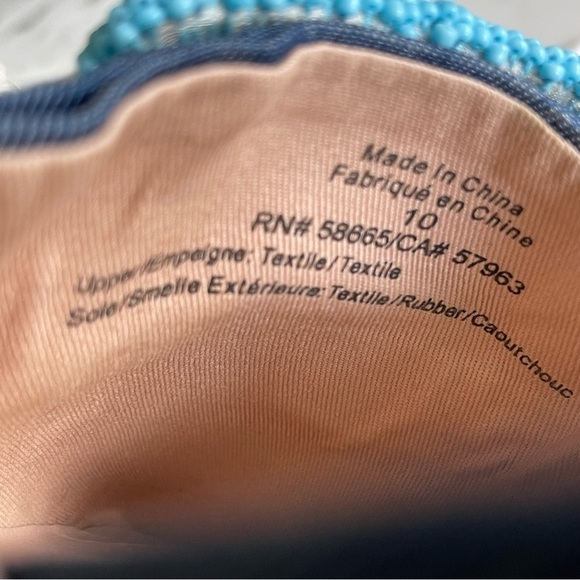 Made In China
Fabriqué en Chine
10
RN# 58665/CA# 57963
Upper/Empeigne: Textile/Textile
Sole/Smelle Extérieure: Textile/Rubber/Caoutchouc